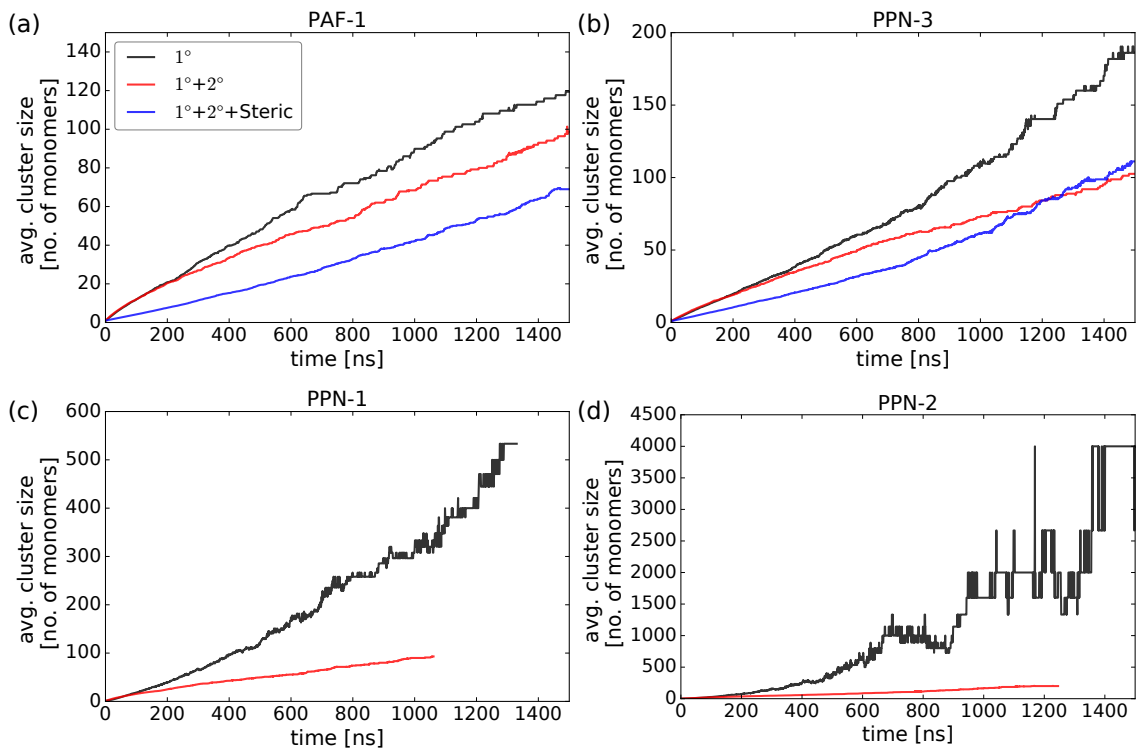 (a)
PAF-1
avg. cluster size
[no. of monomers]
140
120
100
80
60
40
20
0
1°
1°+2°
1°+2°+Steric
0 200 400 600 800 1000 1200 1400
time [ns]
(b)
PPN-3
avg. cluster size
[no. of monomers]
200
150
100
50
0
0 200 400 600 800 1000 1200 1400
time [ns]
(c)
PPN-1
avg. cluster size
[no. of monomers]
600
500
400
300
200
100
0
0 200 400 600 800 1000 1200 1400
time [ns]
(d)
PPN-2
avg. cluster size
[no. of monomers]
4500
4000
3500
3000
2500
2000
1500
1000
500
0
0 200 400 600 800 1000 1200 1400
time [ns]